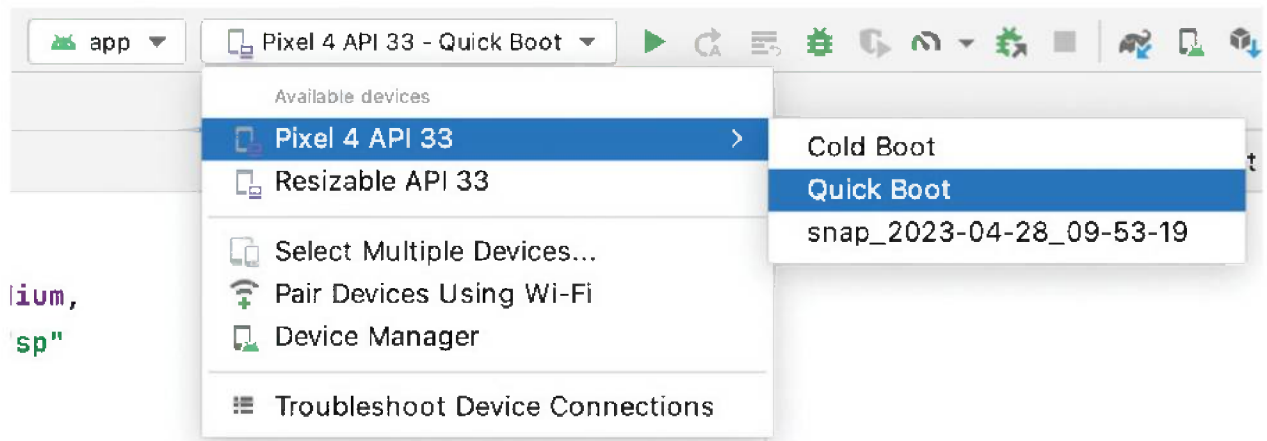 app
Pixel 4 API 33 - Quick Boot
Available devices
Pixel 4 API 33
Resizable API 33
Select Multiple Devices...
Pair Devices Using Wi-Fi
Device Manager
Troubleshoot Device Connections
Cold Boot
Quick Boot
snap_2023-04-28_09-53-19
ium,
sp"
t